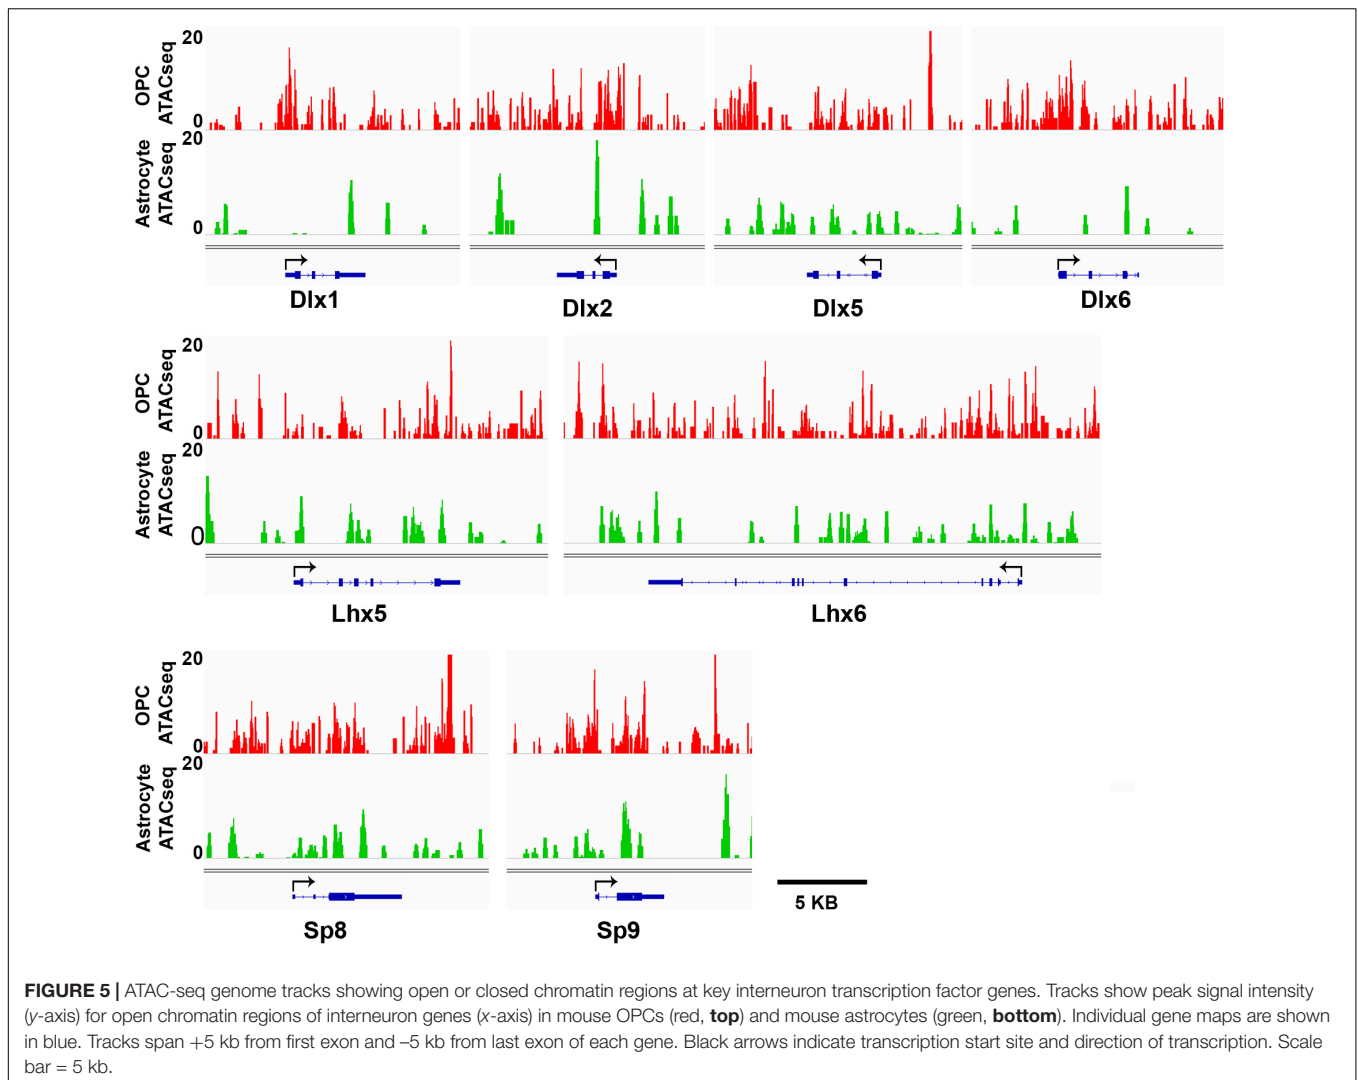 OPC
ATACseq
20
0
Astrocyte
ATACseq
20
0
Dlx1
Dlx2
Dlx5
Dlx6
OPC
ATACseq
20
0
Astrocyte
ATACseq
20
0
Lhx5
Lhx6
OPC
ATACseq
20
0
Astrocyte
ATACseq
20
0
5 KB
Sp8
Sp9
FIGURE 5 | ATAC-seq genome tracks showing open or closed chromatin regions at key interneuron transcription factor genes. Tracks show peak signal intensity
(y-axis) for open chromatin regions of interneuron genes (x-axis) in mouse OPCs (red, top) and mouse astrocytes (green, bottom). Individual gene maps are shown
in blue. Tracks span +5 kb from first exon and –5 kb from last exon of each gene. Black arrows indicate transcription start site and direction of transcription. Scale
bar = 5 kb.